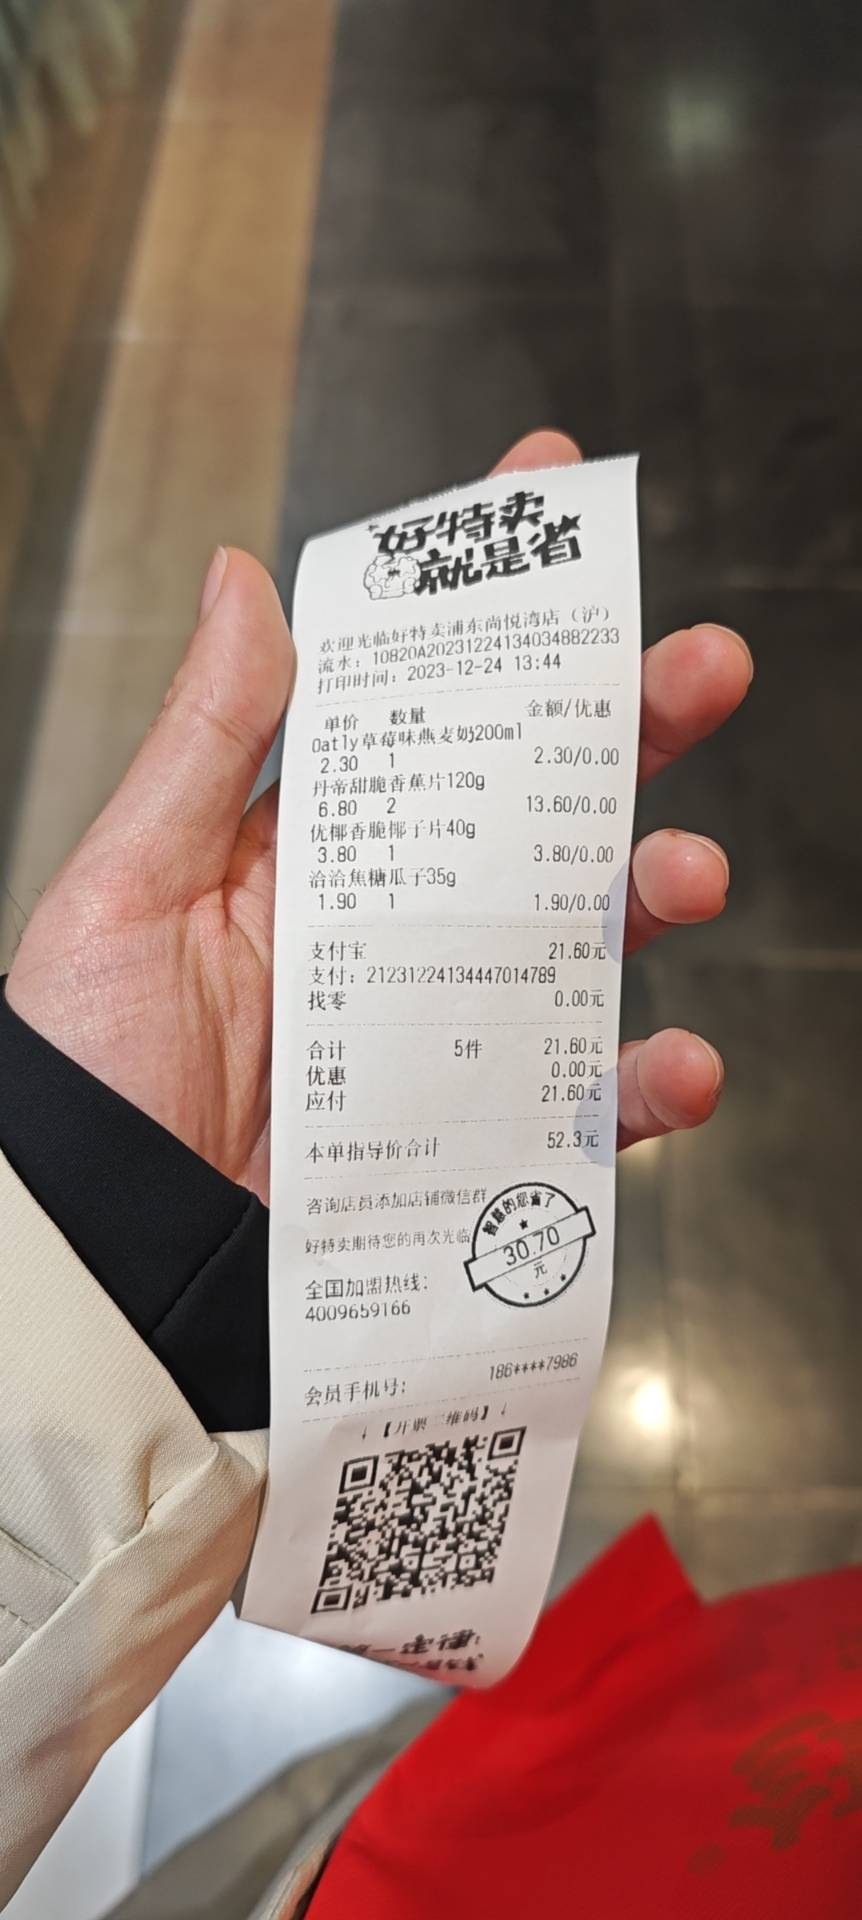 好特卖
就是省
欢迎光临好特卖浦东尚悦湾店（沪）
流水：10820A20231224134034882233
打印时间：2023-12-24 13:44
单价 数量 金额/优惠
Oatly草莓味燕麦奶200ml
2.30 1 2.30/0.00
丹帝甜脆香蕉片120g
6.80 2 13.60/0.00
优椰香脆椰子片40g
3.80 1 3.80/0.00
洽洽焦糖瓜子35g
1.90 1 1.90/0.00
支付宝 21.60元
支付：21231224134447014789
找零 0.00元
合计 5件 21.60元
优惠 0.00元
应付 21.60元
本单指导价合计 52.3元
咨询店员添加店铺微信群
好特卖期待您的再次光临
智慧的您省了
30.70
元
全国加盟热线：
4009659166
会员手机号： 186****7986
↓【开票二维码】↓